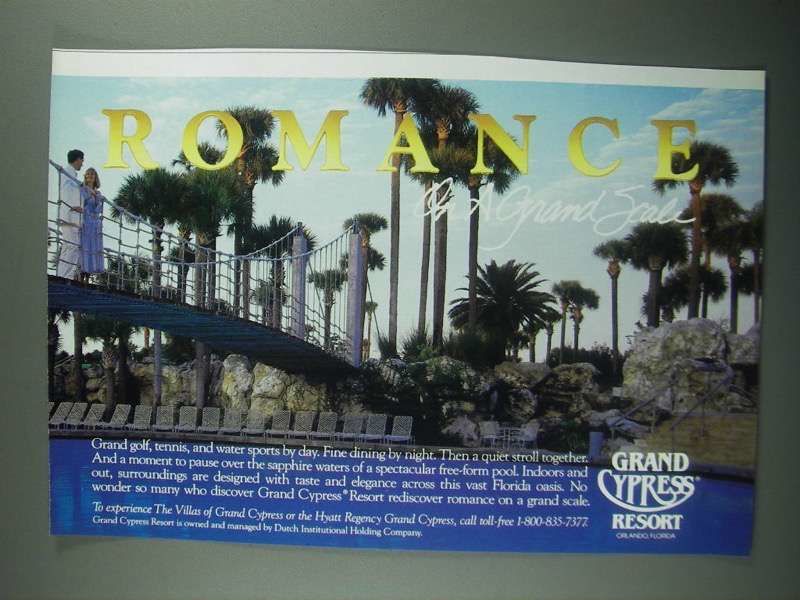 ROMANCE
On A Grand Scale
Grand golf, tennis, and water sports by day. Fine dining by night. Then a quiet stroll together.
And a moment to pause over the sapphire waters of a spectacular free-form pool. Indoors and
out, surroundings are designed with taste and elegance across this vast Florida oasis. No
wonder so many who discover Grand Cypress® Resort rediscover romance on a grand scale.
To experience The Villas of Grand Cypress or the Hyatt Regency Grand Cypress, call toll-free 1-800-835-7377.
Grand Cypress Resort is owned and managed by Dutch Institutional Holding Company.
GRAND
CYPRESS®
RESORT
ORLANDO, FLORIDA